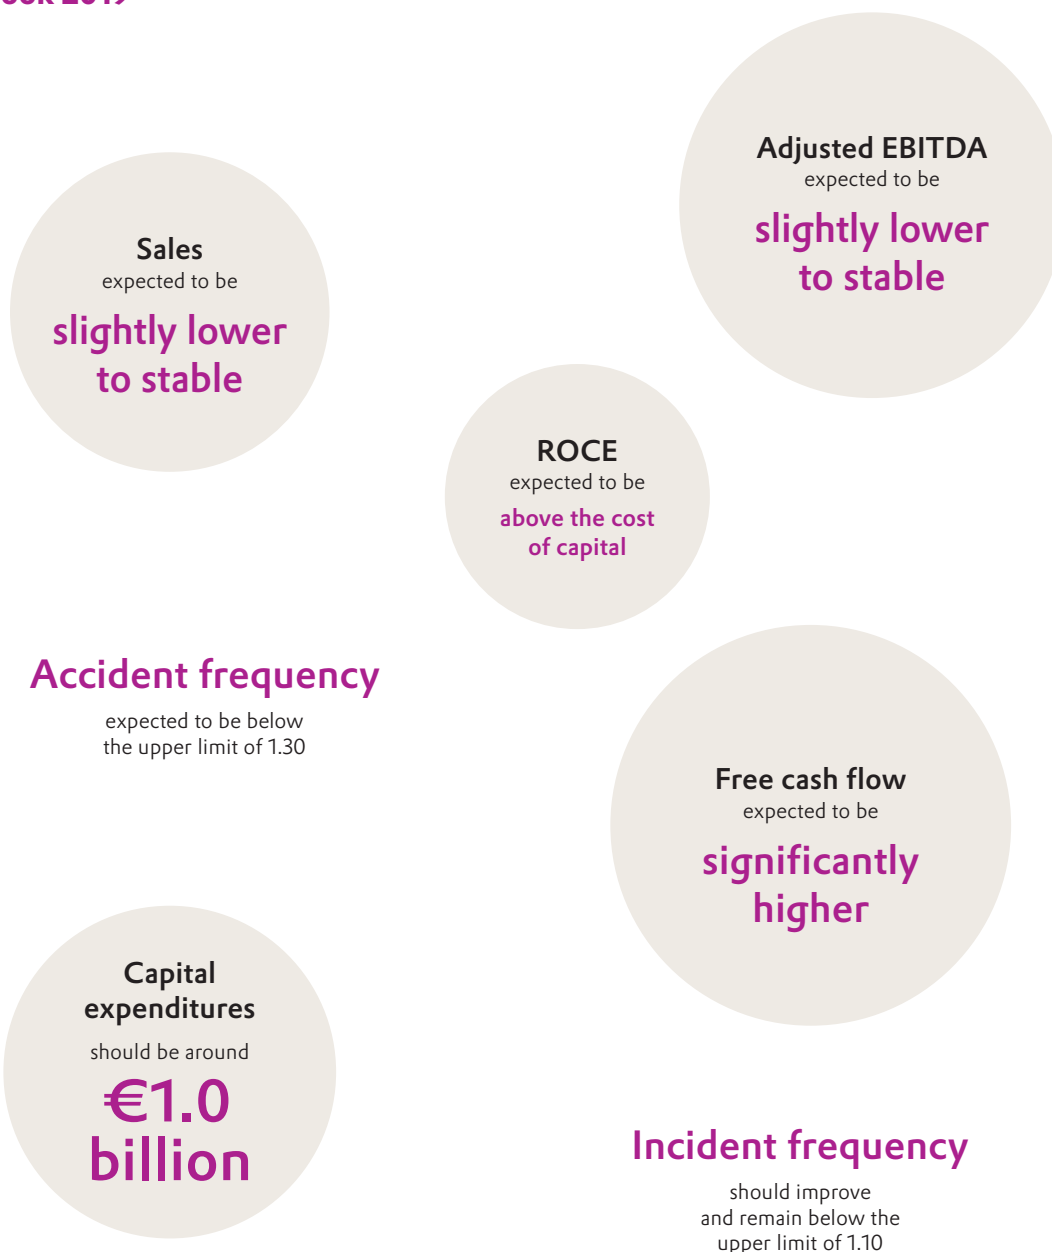 2019
Adjusted EBITDA
expected to be
slightly lower
to stable
Sales
expected to be
slightly lower
to stable
ROCE
expected to be
above the cost
of capital
Accident frequency
expected to be below
the upper limit of 1.30
Free cash flow
expected to be
significantly
higher
Capital
expenditures
should be around
€1.0
billion
Incident frequency
should improve
and remain below the
upper limit of 1.10